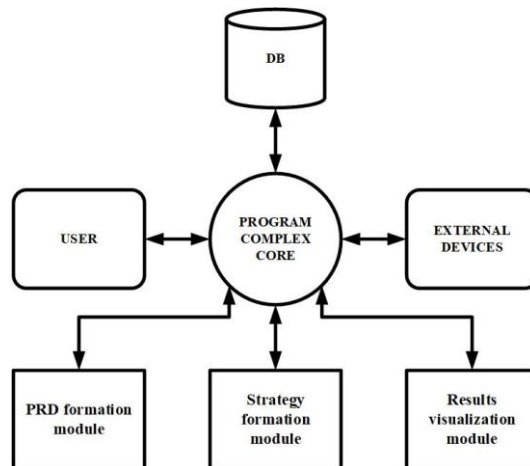 DB
USER
PROGRAM
COMPLEX
CORE
EXTERNAL
DEVICES
PRD formation
module
Strategy
formation
module
Results
visualization
module